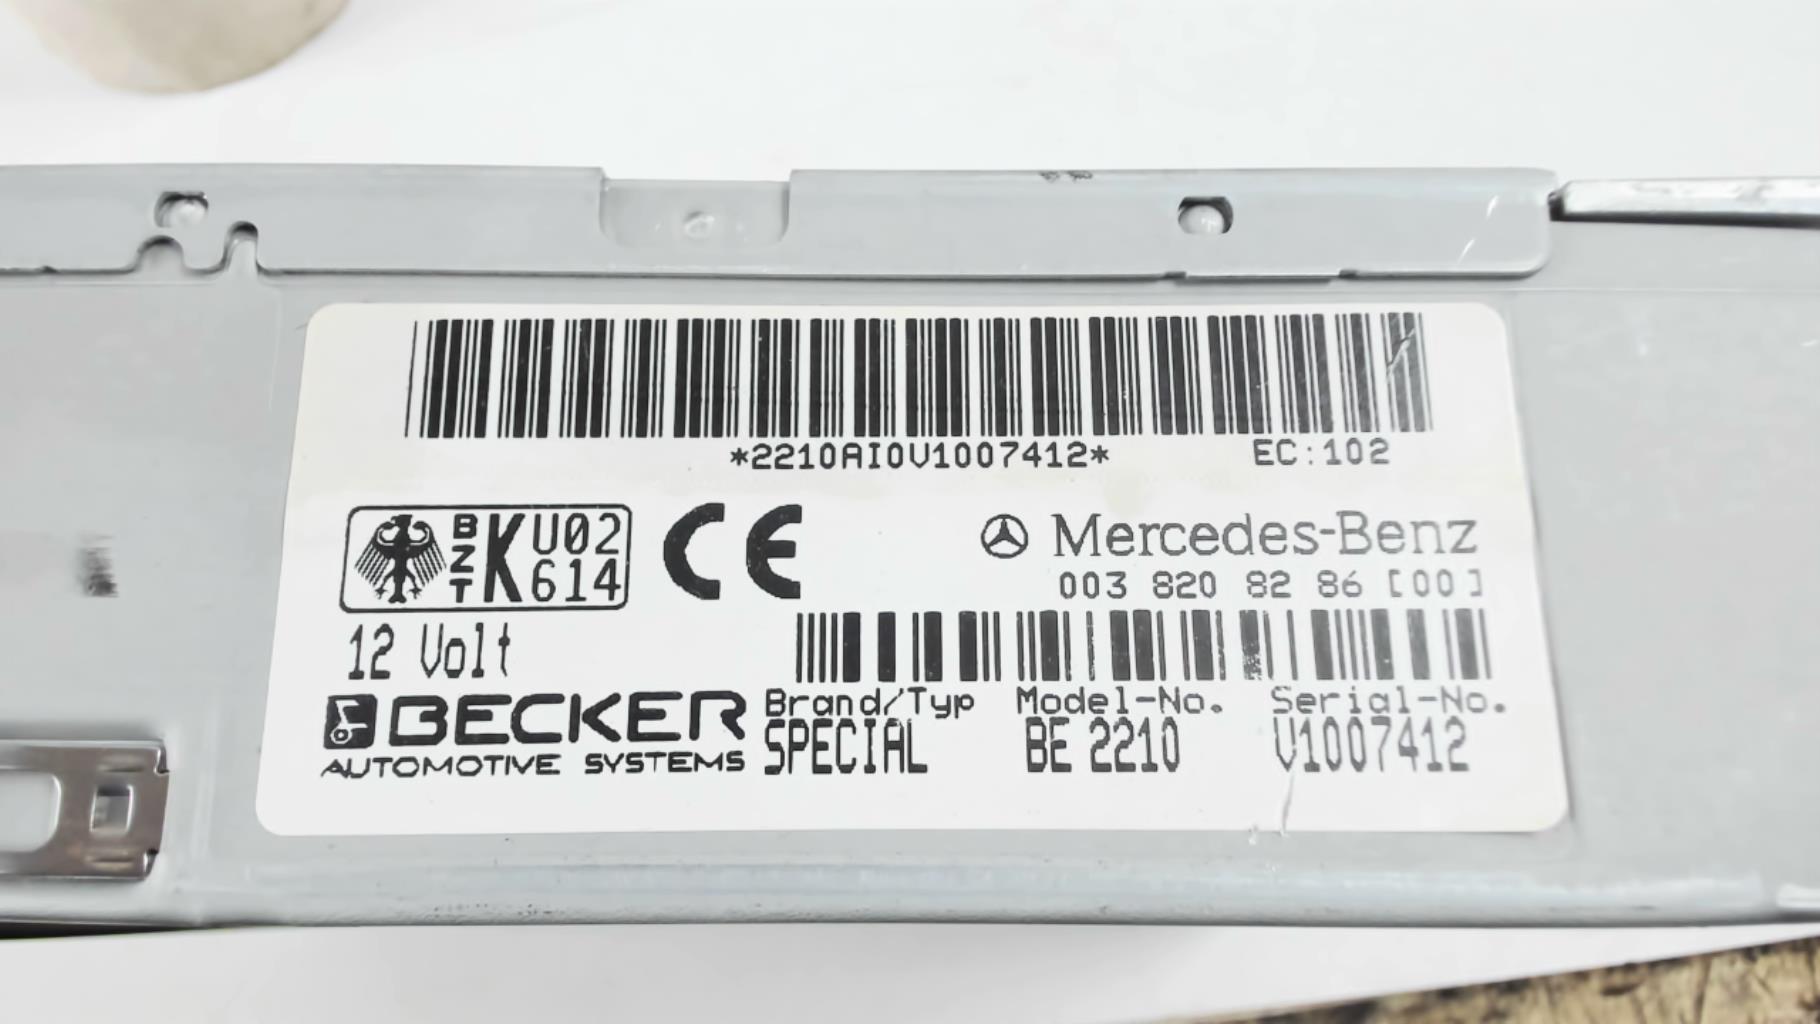 *2210AI0V1007412* EC:102
BZT K U02 614 CE Mercedes-Benz
003 820 82 86 [00]
12 Volt
BECKER
AUTOMOTIVE SYSTEMS
Brand/Typ Model-No. Serial-No.
SPECIAL BE 2210 V1007412